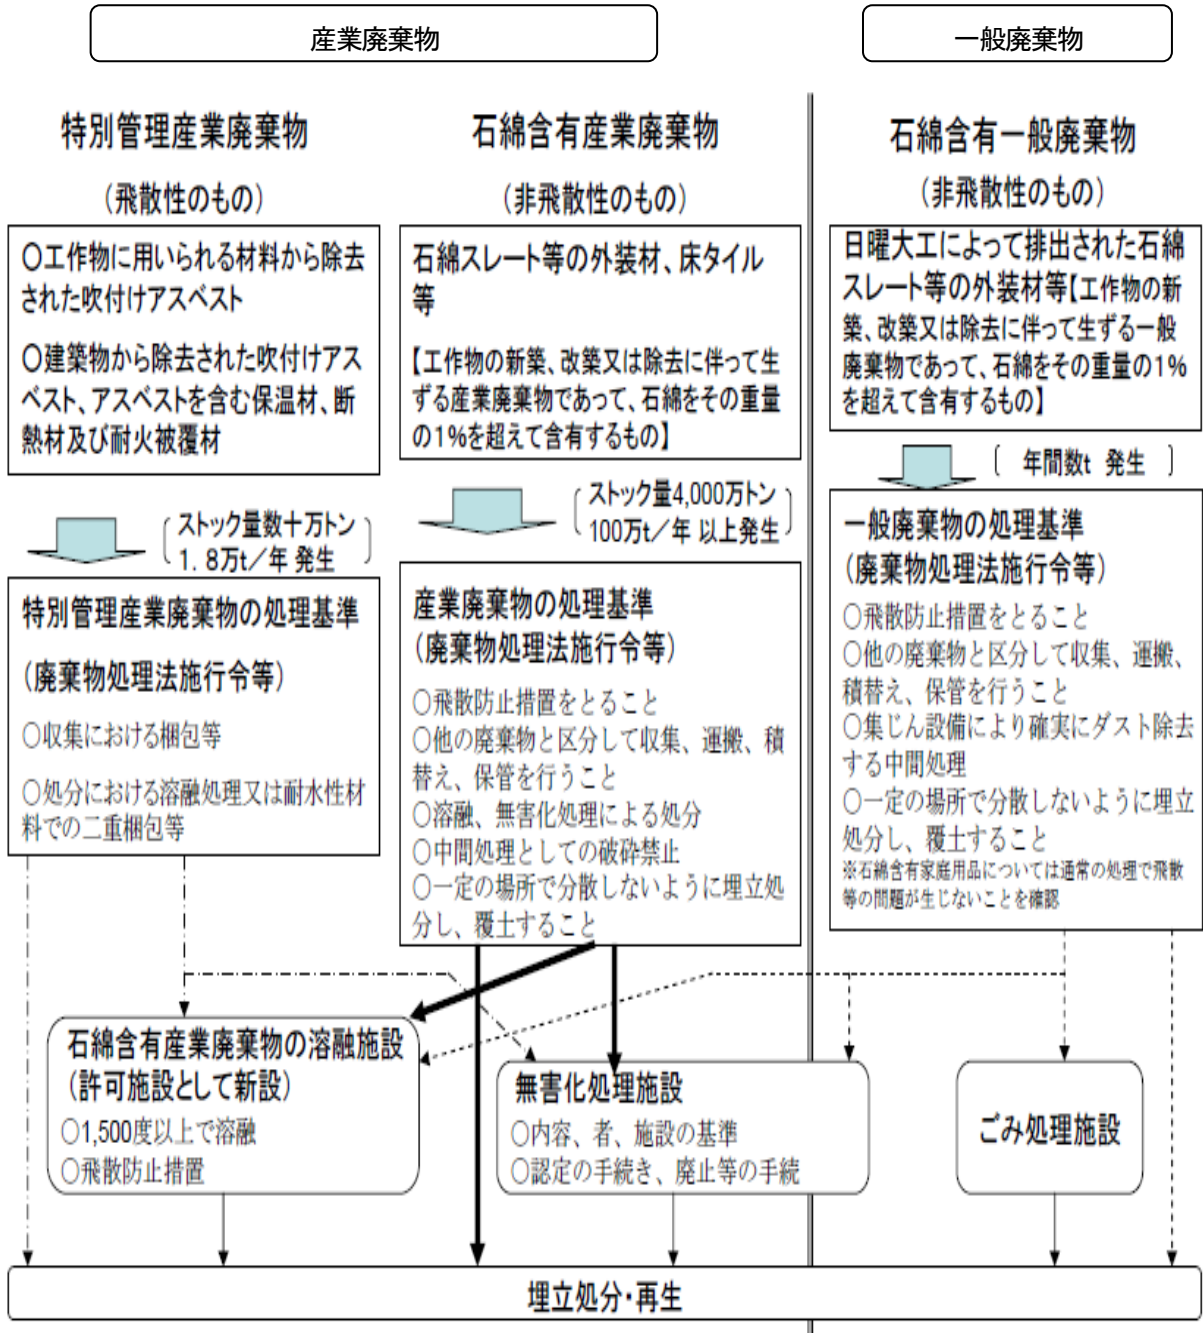 産業廃棄物
一般廃棄物
特別管理産業廃棄物
(飛散性のもの)
〇工作物に用いられる材料から除去
された吹付けアスベスト
〇建築物から除去された吹付けアス
ベスト、アスベストを含む保温材、断
熱材及び耐火被覆材
ストック量数十万トン
1．8万t／年 発生
特別管理産業廃棄物の処理基準
(廃棄物処理法施行令等)
○収集における梱包等
○処分における溶融処理又は耐水性材
料での二重梱包等
石綿含有産業廃棄物
(非飛散性のもの)
石綿スレート等の外装材、床タイル
等
【工作物の新築、改築又は除去に伴って生
ずる産業廃棄物であって、石綿をその重量
の1％を超えて含有するもの】
ストック量4,000万トン
100万t／年 以上発生
産業廃棄物の処理基準
(廃棄物処理法施行令等)
○飛散防止措置をとること
○他の廃棄物と区分して収集、運搬、積
替え、保管を行うこと
○溶融、無害化処理による処分
○中間処理としての破砕禁止
○一定の場所で分散しないように埋立処
分し、覆土すること
石綿含有一般廃棄物
(非飛散性のもの)
日曜大工によって排出された石綿
スレート等の外装材等【工作物の新
築、改築又は除去に伴って生ずる一般
廃棄物であって、石綿をその重量の1％
を超えて含有するもの】
〔 年間数t 発生 〕
一般廃棄物の処理基準
(廃棄物処理法施行令等)
○飛散防止措置をとること
○他の廃棄物と区分して収集、運搬、
積替え、保管を行うこと
○集じん設備により確実にダスト除去
する中間処理
○一定の場所で分散しないように埋立
処分し、覆土すること
※石綿含有家庭用品については通常の処理で飛散
等の問題が生じないことを確認
石綿含有産業廃棄物の溶融施設
(許可施設として新設)
○1,500度以上で溶融
○飛散防止措置
無害化処理施設
○内容、者、施設の基準
○認定の手続き、廃止等の手続
ごみ処理施設
埋立処分・再生